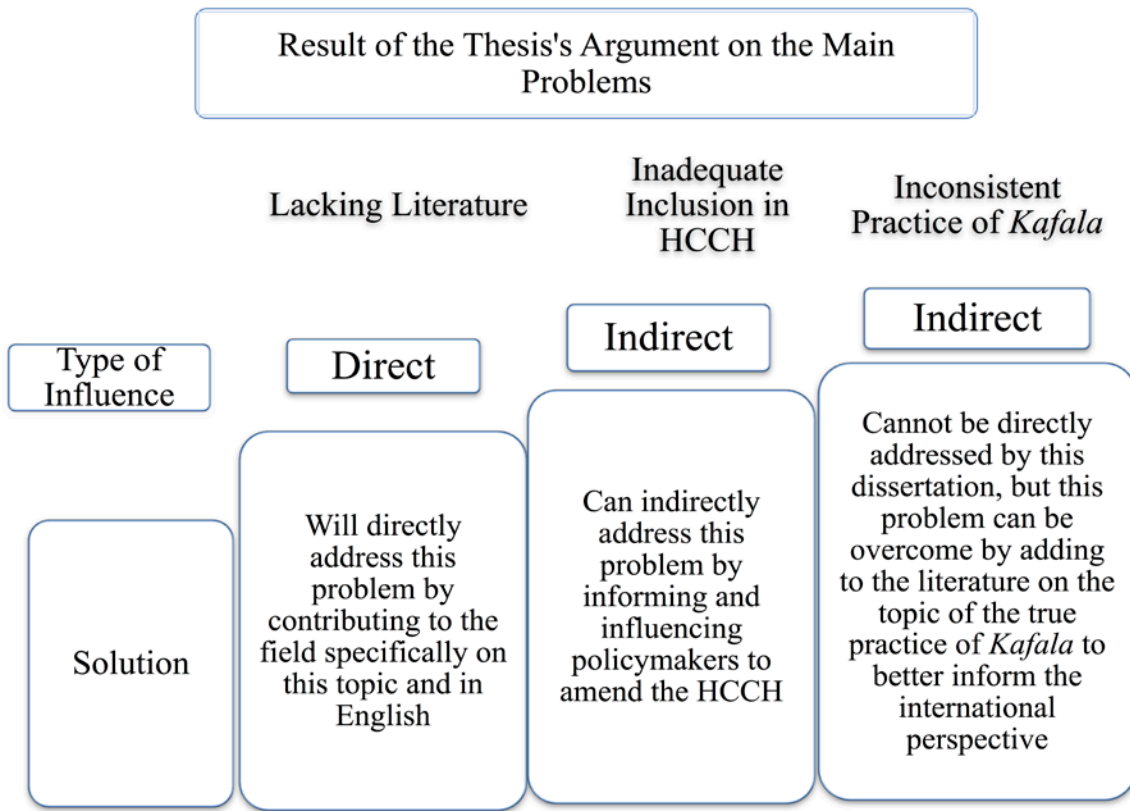 Result of the Thesis's Argument on the Main
Problems
Lacking Literature
Inadequate
Inclusion in
HCCH
Inconsistent
Practice of Kafala
Type of
Influence
Direct
Indirect
Indirect
Solution
Will directly
address this
problem by
contributing to the
field specifically on
this topic and in
English
Can indirectly
address this
problem by
informing and
influencing
policymakers to
amend the HCCH
Cannot be directly
addressed by this
dissertation, but this
problem can be
overcome by adding
to the literature on the
topic of the true
practice of Kafala to
better inform the
international
perspective